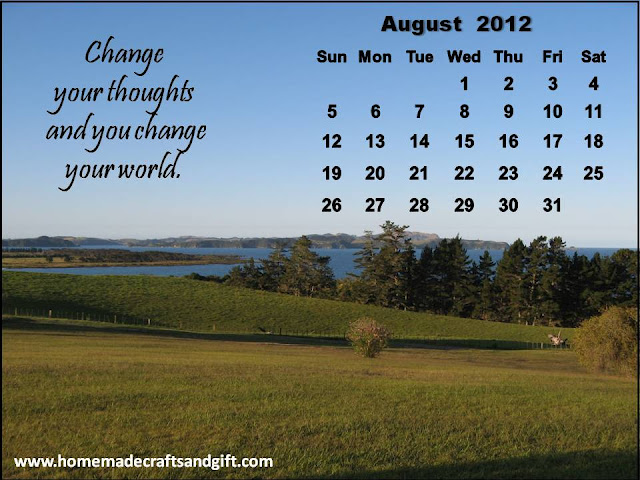 Change
your thoughts
and you change
your world.
August 2012
Sun Mon Tue Wed Thu Fri Sat
1 2 3 4
5 6 7 8 9 10 11
12 13 14 15 16 17 18
19 20 21 22 23 24 25
26 27 28 29 30 31
www.homemadecraftsandgift.com